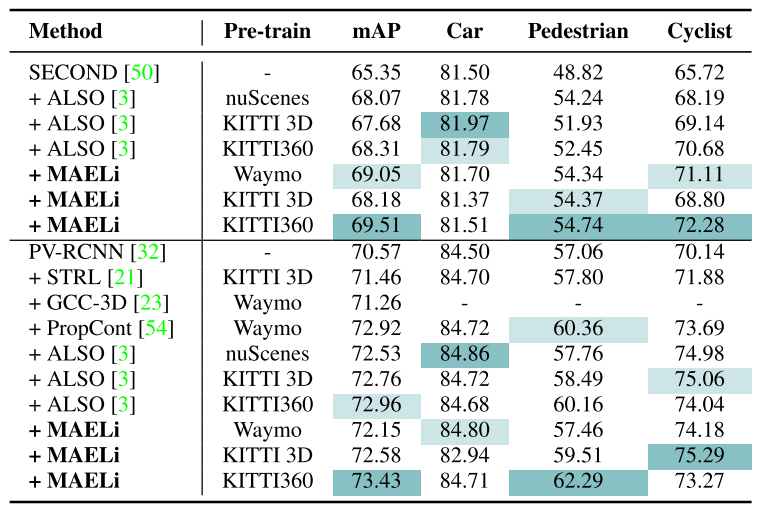 Method Pre-train mAP Car Pedestrian Cyclist
SECOND [50] - 65.35 81.50 48.82 65.72
+ ALSO [3] nuScenes 68.07 81.78 54.24 68.19
+ ALSO [3] KITTI 3D 67.68 81.97 51.93 69.14
+ ALSO [3] KITTI360 68.31 81.79 52.45 70.68
+ MAELi Waymo 69.05 81.70 54.34 71.11
+ MAELi KITTI 3D 68.18 81.37 54.37 68.80
+ MAELi KITTI360 69.51 81.51 54.74 72.28
PV-RCNN [32] - 70.57 84.50 57.06 70.14
+ STRL [21] KITTI 3D 71.46 84.70 57.80 71.88
+ GCC-3D [23] Waymo 71.26 - - -
+ PropCont [54] Waymo 72.92 84.72 60.36 73.69
+ ALSO [3] nuScenes 72.53 84.86 57.76 74.98
+ ALSO [3] KITTI 3D 72.76 84.72 58.49 75.06
+ ALSO [3] KITTI360 72.96 84.68 60.16 74.04
+ MAELi Waymo 72.15 84.80 57.46 74.18
+ MAELi KITTI 3D 72.58 82.94 59.51 75.29
+ MAELi KITTI360 73.43 84.71 62.29 73.27